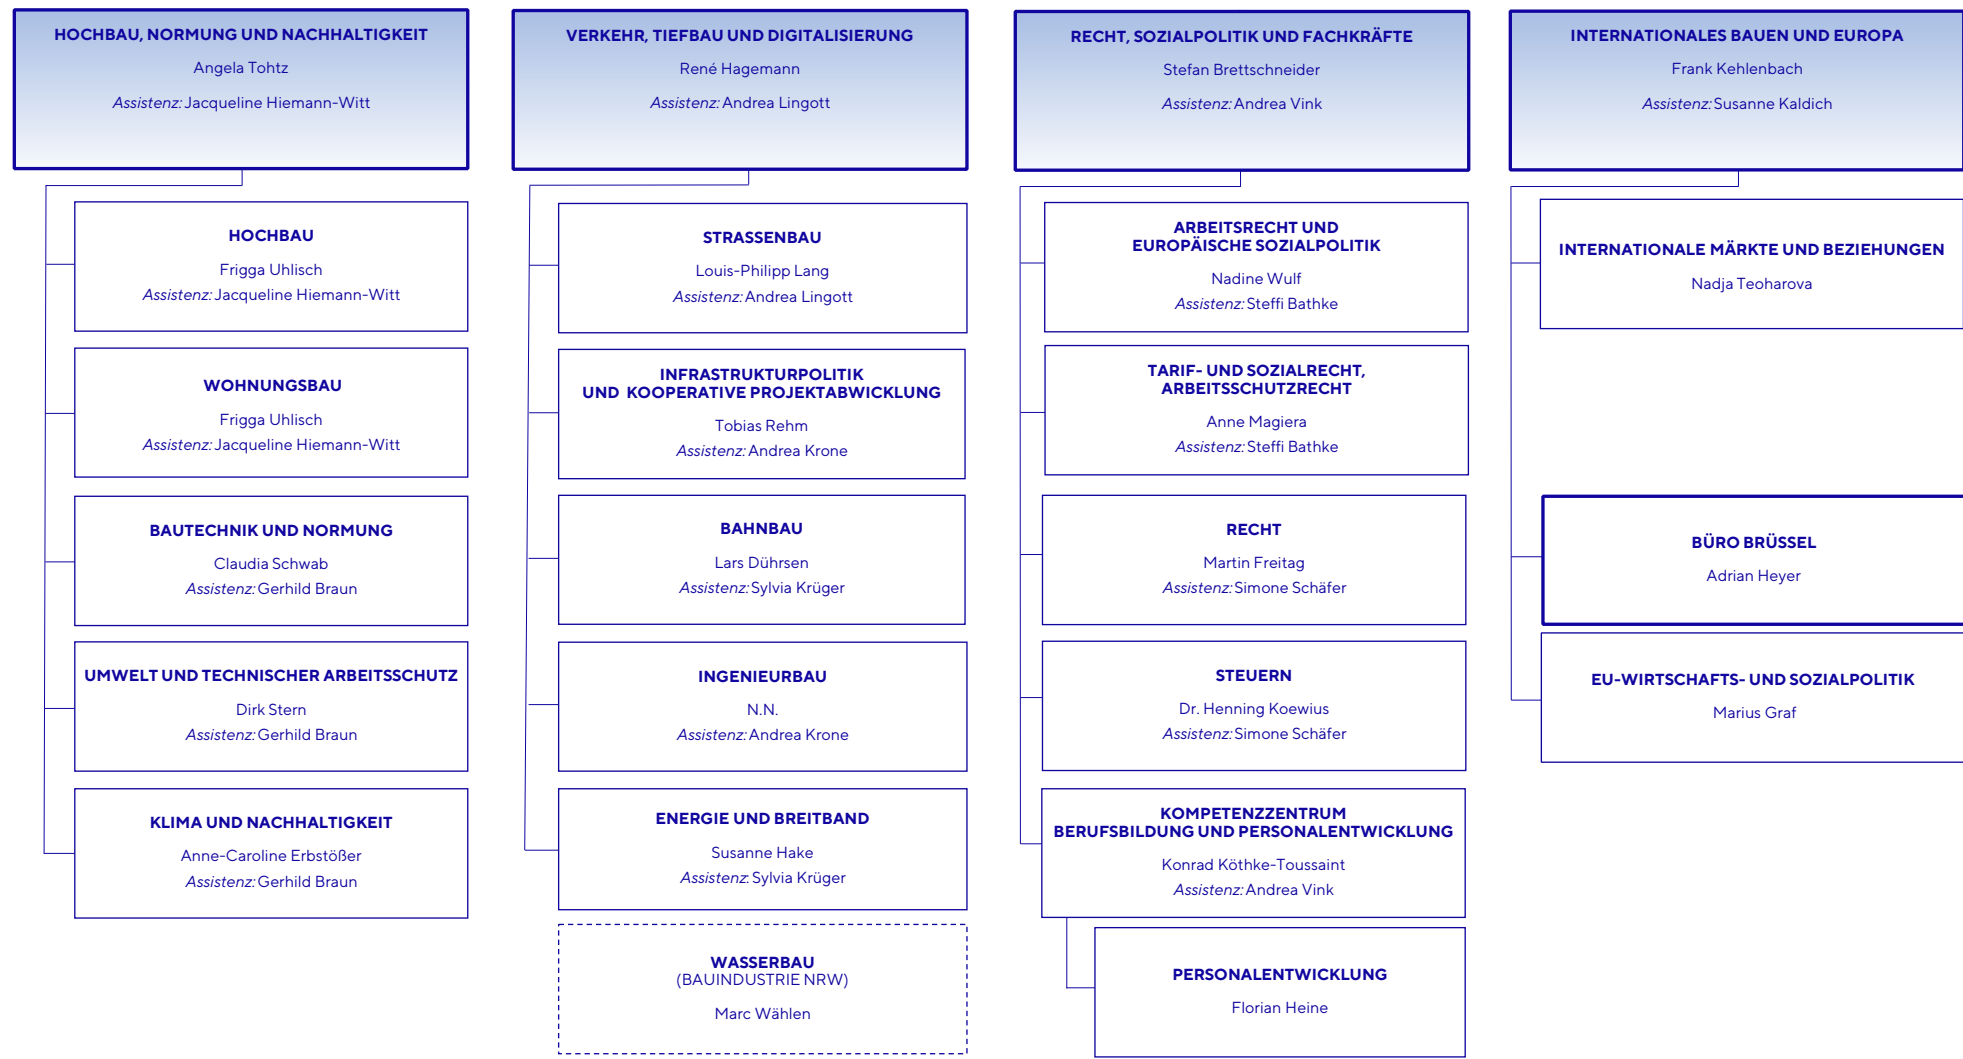 HOCHBAU, NORMUNG UND NACHHALTIGKEIT
Angela Tohtz
Assistenz: Jacqueline Hiemann-Witt
HOCHBAU
Frigga Uhlisch
Assistenz: Jacqueline Hiemann-Witt
WOHNUNGSBAU
Frigga Uhlisch
Assistenz: Jacqueline Hiemann-Witt
BAUTECHNIK UND NORMUNG
Claudia Schwab
Assistenz: Gerhild Braun
UMWELT UND TECHNISCHER ARBEITSSCHUTZ
Dirk Stern
Assistenz: Gerhild Braun
KLIMA UND NACHHALTIGKEIT
Anne-Caroline Erbstößer
Assistenz: Gerhild Braun
VERKEHR, TIEFBAU UND DIGITALISIERUNG
René Hagemann
Assistenz: Andrea Lingott
STRASSENBAU
Louis-Philipp Lang
Assistenz: Andrea Lingott
INFRASTRUKTURPOLITIK
UND KOOPERATIVE PROJEKTABWICKLUNG
Tobias Rehm
Assistenz: Andrea Krone
BAHNBAU
Lars Dührsen
Assistenz: Sylvia Krüger
INGENIEURBAU
N.N.
Assistenz: Andrea Krone
ENERGIE UND BREITBAND
Susanne Hake
Assistenz: Sylvia Krüger
WASSERBAU
(BAUINDUSTRIE NRW)
Marc Wählen
RECHT, SOZIALPOLITIK UND FACHKRÄFTE
Stefan Brettschneider
Assistenz: Andrea Vink
ARBEITSRECHT UND
EUROPÄISCHE SOZIALPOLITIK
Nadine Wulf
Assistenz: Steffi Bathke
TARIF- UND SOZIALRECHT,
ARBEITSSCHUTZRECHT
Anne Magiera
Assistenz: Steffi Bathke
RECHT
Martin Freitag
Assistenz: Simone Schäfer
STEUERN
Dr. Henning Koewius
Assistenz: Simone Schäfer
KOMPETENZZENTRUM
BERUFSBILDUNG UND PERSONALENTWICKLUNG
Konrad Köthke-Toussaint
Assistenz: Andrea Vink
PERSONALENTWICKLUNG
Florian Heine
INTERNATIONALES BAUEN UND EUROPA
Frank Kehlenbach
Assistenz: Susanne Kaldich
INTERNATIONALE MÄRKTE UND BEZIEHUNGEN
Nadja Teoharova
BÜRO BRÜSSEL
Adrian Heyer
EU-WIRTSCHAFTS- UND SOZIALPOLITIK
Marius Graf